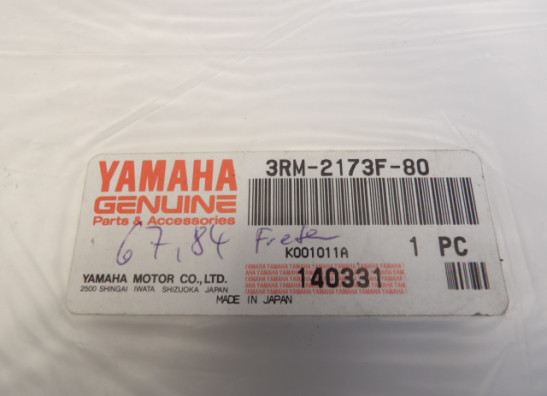 YAMAHA
GENUINE
Parts & Accessories
3RM-2173F-80
67,84
K001011A
1 PC
YAMAHA MOTOR CO., LTD.
2500 SHINGAI IWATA SHIZUOKA JAPAN
140331
MADE IN JAPAN